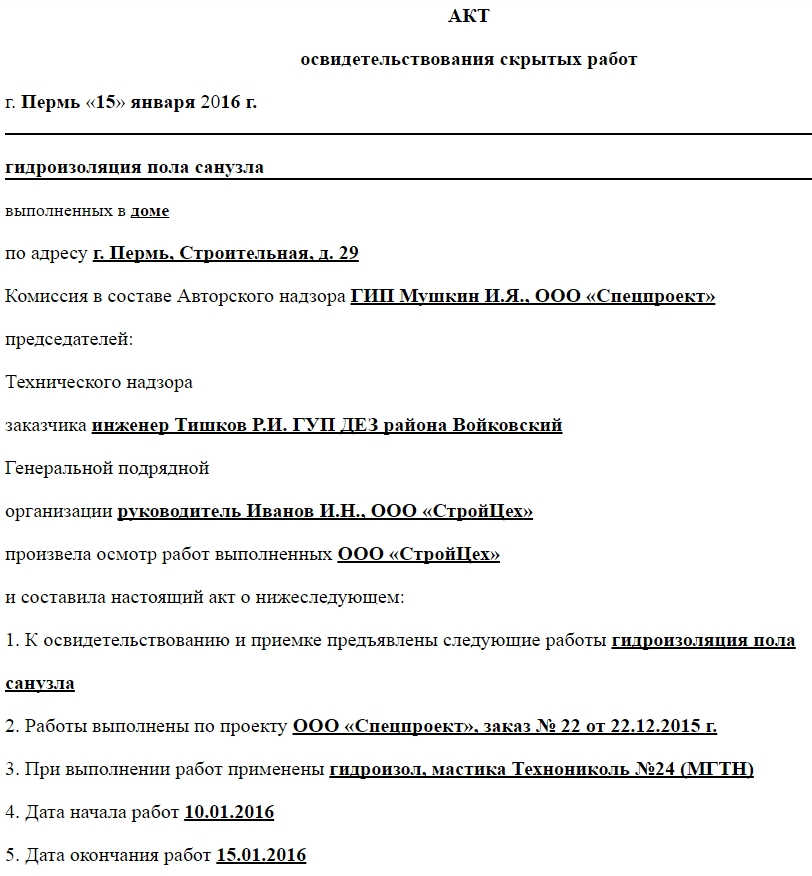 АКТ
освидетельствования скрытых работ
г. Пермь «15» января 2016 г.
гидроизоляция пола санузла
выполненных в доме
по адресу г. Пермь, Строительная, д. 29
Комиссия в составе Авторского надзора ГИП Мушкин И.Я., ООО «Спецпроект»
председателей:
Технического надзора
заказчика инженер Тишков Р.И. ГУП ДЕЗ района Войковский
Генеральной подрядной
организации руководитель Иванов И.Н., ООО «СтройЦех»
произвела осмотр работ выполненных ООО «СтройЦех»
и составила настоящий акт о нижеследующем:
1. К освидетельствованию и приемке предъявлены следующие работы гидроизоляция пола
санузла
2. Работы выполнены по проекту ООО «Спецпроект», заказ № 22 от 22.12.2015 г.
3. При выполнении работ применены гидроизол, мастика Технониколь №24 (МГТН)
4. Дата начала работ 10.01.2016
5. Дата окончания работ 15.01.2016